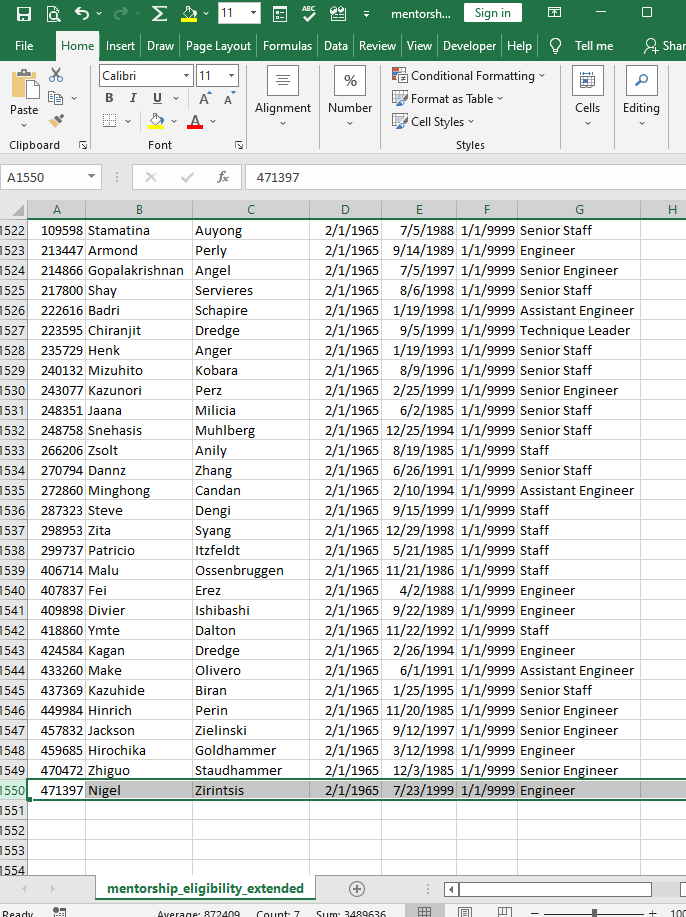 11 mentorsh... Sign in
File Home Insert Draw Page Layout Formulas Data Review View Developer Help Tell me Shar
Paste
Calibri 11
B I U A A
A
Alignment
%
Number
Conditional Formatting
Format as Table
Cell Styles
Cells
Editing
Clipboard Font Styles
A1550 fx 471397
A B C D E F G H
1522 109598 Stamatina Auyong 2/1/1965 7/5/1988 1/1/9999 Senior Staff
1523 213447 Armond Perly 2/1/1965 9/14/1989 1/1/9999 Engineer
1524 214866 Gopalakrishnan Angel 2/1/1965 7/5/1997 1/1/9999 Senior Engineer
1525 217800 Shay Servieres 2/1/1965 8/6/1998 1/1/9999 Senior Staff
1526 222616 Badri Schapire 2/1/1965 1/19/1998 1/1/9999 Assistant Engineer
1527 223595 Chiranjit Dredge 2/1/1965 9/5/1999 1/1/9999 Technique Leader
1528 235729 Henk Anger 2/1/1965 1/19/1993 1/1/9999 Senior Staff
1529 240132 Mizuhito Kobara 2/1/1965 8/9/1996 1/1/9999 Senior Staff
1530 243077 Kazunori Perz 2/1/1965 2/25/1999 1/1/9999 Senior Engineer
1531 248351 Jaana Milicia 2/1/1965 6/2/1985 1/1/9999 Senior Staff
1532 248758 Snehasis Muhlberg 2/1/1965 12/25/1994 1/1/9999 Senior Staff
1533 266206 Zsolt Anily 2/1/1965 8/19/1985 1/1/9999 Staff
1534 270794 Dannz Zhang 2/1/1965 6/26/1991 1/1/9999 Senior Staff
1535 272860 Minghong Candan 2/1/1965 2/10/1994 1/1/9999 Assistant Engineer
1536 287323 Steve Dengi 2/1/1965 9/15/1999 1/1/9999 Staff
1537 298953 Zita Syang 2/1/1965 12/29/1998 1/1/9999 Staff
1538 299737 Patricio Itzfeldt 2/1/1965 5/21/1985 1/1/9999 Staff
1539 406714 Malu Ossenbruggen 2/1/1965 11/21/1986 1/1/9999 Staff
1540 407837 Fei Erez 2/1/1965 4/2/1988 1/1/9999 Engineer
1541 409898 Divier Ishibashi 2/1/1965 9/22/1989 1/1/9999 Engineer
1542 418860 Ymte Dalton 2/1/1965 11/22/1992 1/1/9999 Staff
1543 424584 Kagan Dredge 2/1/1965 2/26/1994 1/1/9999 Engineer
1544 433260 Make Olivero 2/1/1965 6/1/1991 1/1/9999 Assistant Engineer
1545 437369 Kazuhide Biran 2/1/1965 1/25/1995 1/1/9999 Senior Staff
1546 449984 Hinrich Perin 2/1/1965 11/20/1985 1/1/9999 Senior Engineer
1547 457832 Jackson Zielinski 2/1/1965 9/12/1997 1/1/9999 Senior Engineer
1548 459685 Hirochika Goldhammer 2/1/1965 3/12/1998 1/1/9999 Engineer
1549 470472 Zhiguo Staudhammer 2/1/1965 12/3/1985 1/1/9999 Senior Engineer
1550 471397 Nigel Zirintsis 2/1/1965 7/23/1999 1/1/9999 Engineer
1551
1552
1553
1554
mentorship_eligibility_extended
Ready Average: 872409 Count: 7 Sum: 3489636 100